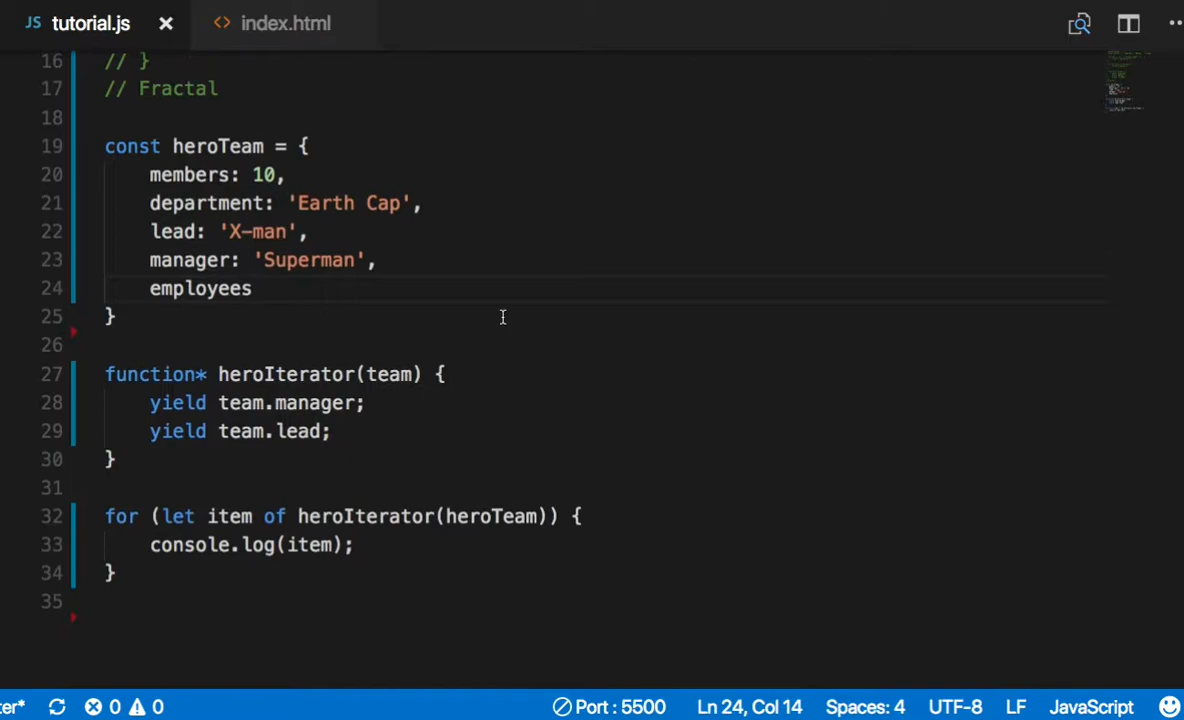 JS tutorial.js × <> index.html
16 // }
17 // Fractal
18
19 const heroTeam = {
20 members: 10,
21 department: 'Earth Cap',
22 lead: 'X-man',
23 manager: 'Superman',
24 employees
25 }
26
27 function* heroIterator(team) {
28 yield team.manager;
29 yield team.lead;
30 }
31
32 for (let item of heroIterator(heroTeam)) {
33 console.log(item);
34 }
35
ter* 0 0 Port : 5500 Ln 24, Col 14 Spaces: 4 UTF-8 LF JavaScript